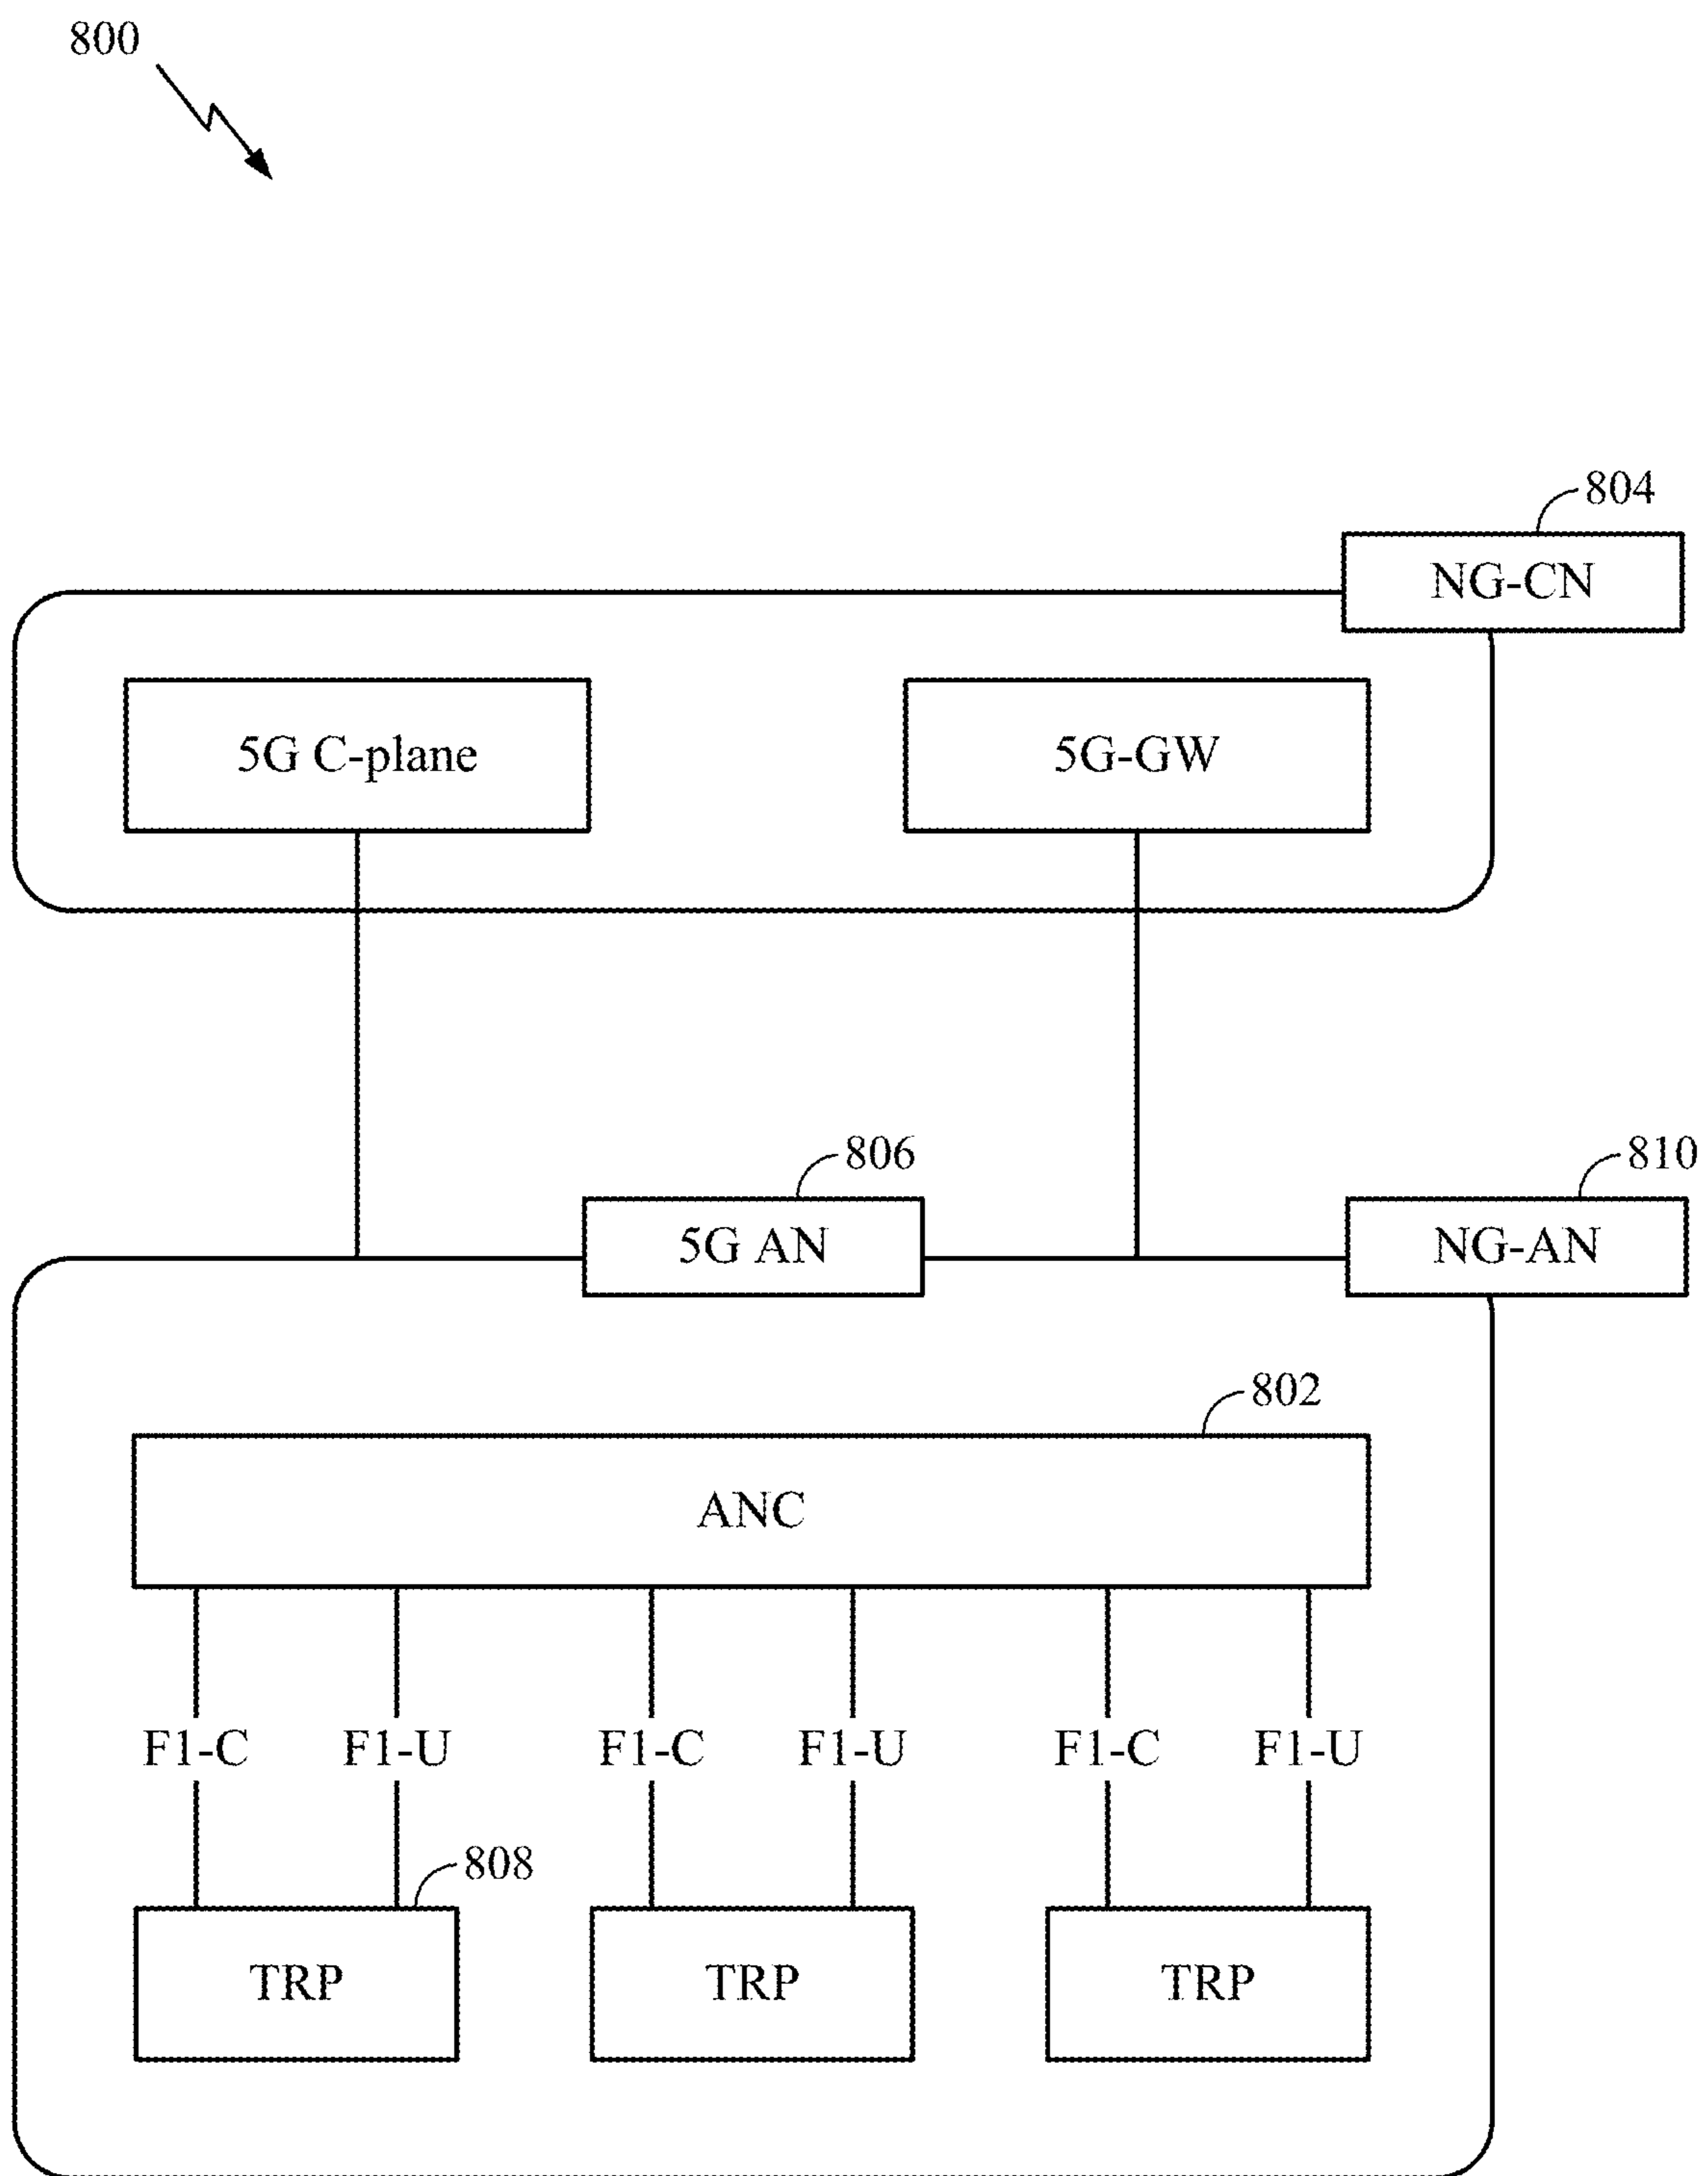 800
804
NG-CN
5G C-plane
5G-GW
806
810
5G AN
NG-AN
802
ANC
F1-C
F1-U
F1-C
F1-U
F1-C
F1-U
808
TRP
TRP
TRP